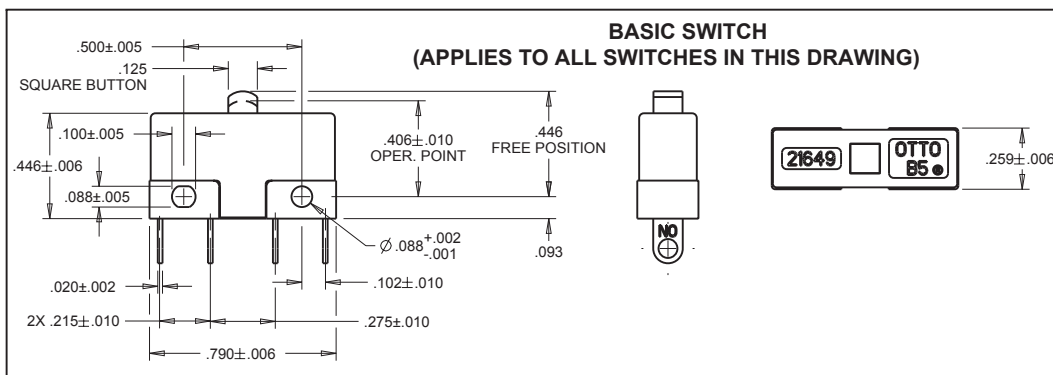 BASIC SWITCH
(APPLIES TO ALL SWITCHES IN THIS DRAWING)
.500±.005
.125
SQUARE BUTTON
.100±.005
.446±.006
.088±.005
.406±.010
OPER. POINT
.446
FREE POSITION
Ø .088 +.002
-.001
.093
.020±.002
.102±.010
2X .215±.010
.275±.010
.790±.006
NO
21649
OTTO
B5
.259±.006